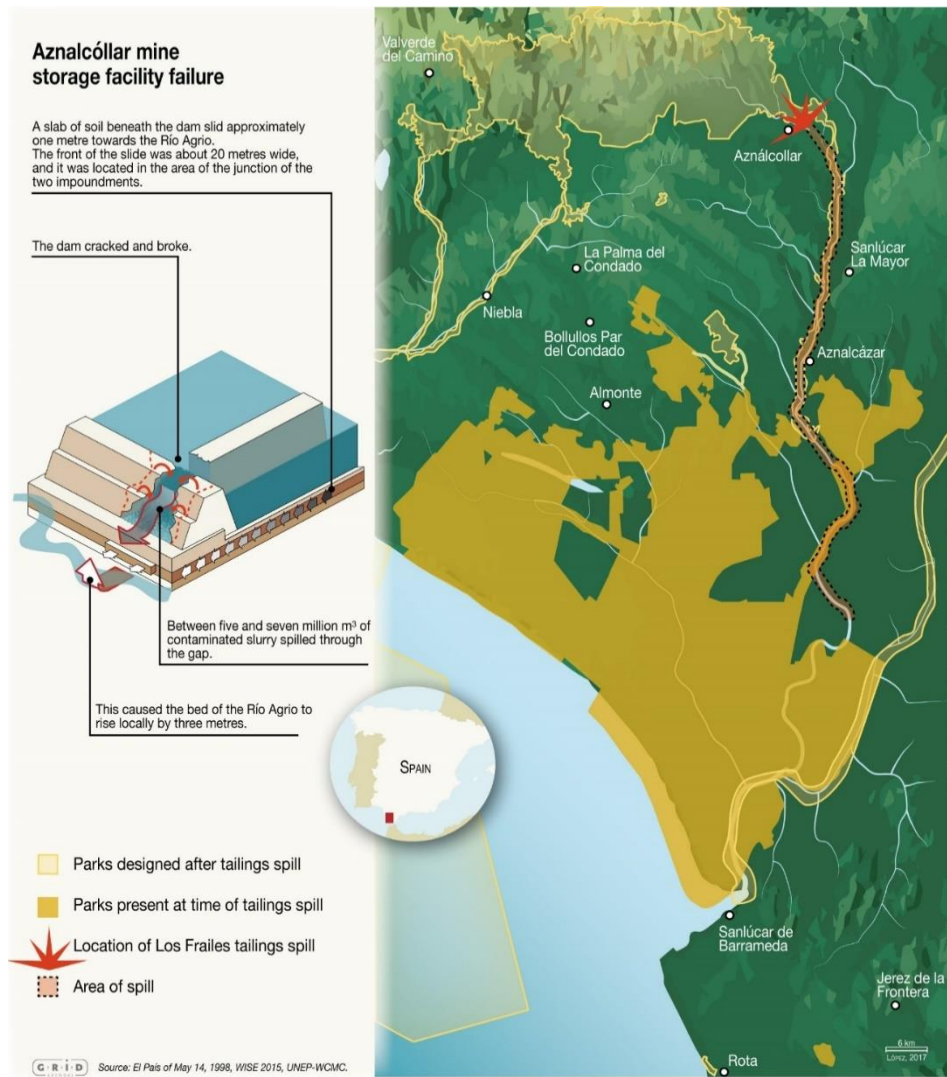 Aznalcóllar mine
storage facility failure
A slab of soil beneath the dam slid approximately
one metre towards the Río Agrio.
The front of the slide was about 20 metres wide,
and it was located in the area of the junction of the
two impoundments.
The dam cracked and broke.
Between five and seven million m³ of
contaminated slurry spilled through
the gap.
This caused the bed of the Río Agrio to
rise locally by three metres.
SPAIN
Parks designed after tailings spill
Parks present at time of tailings spill
Location of Los Frailes tailings spill
Area of spill
G·R·I·D
ARENDAL
Source: El Pais of May 14, 1998, WISE 2015, UNEP-WCMC.
Valverde
del Camino
Aználcollar
Sanlúcar
La Mayor
La Palma del
Condado
Niebla
Bollullos Par
del Condado
Aznalcázar
Almonte
Sanlúcar de
Barrameda
Jerez de la
Frontera
6 km
LÓPEZ, 2017
Rota